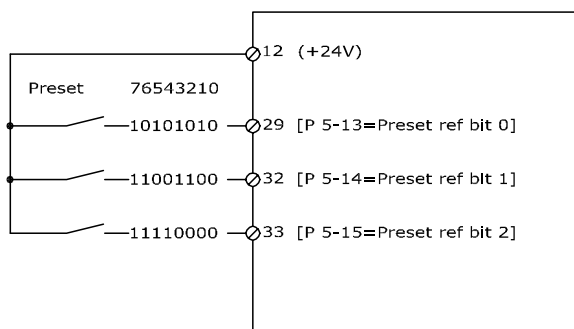 12 (+24V)
Preset 76543210
10101010 29 [P 5-13=Preset ref bit 0]
11001100 32 [P 5-14=Preset ref blt 1]
11110000 33 [P 5-15=Preset ref bit 2]